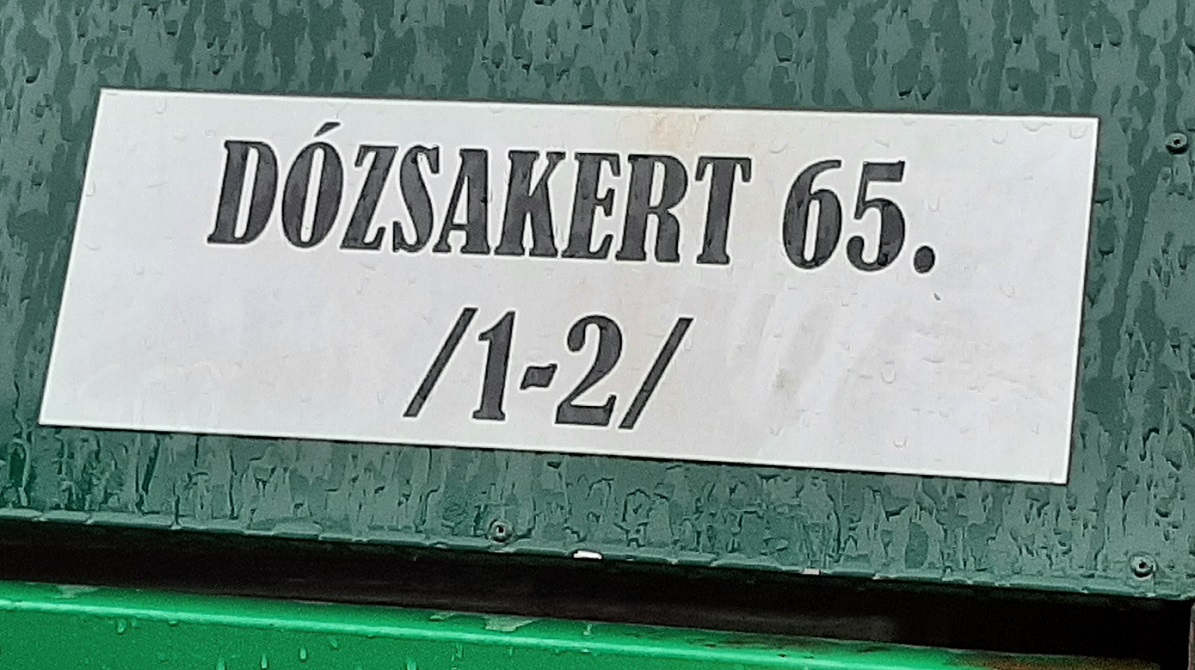 DÓZSAKERT 65.
/1-2/